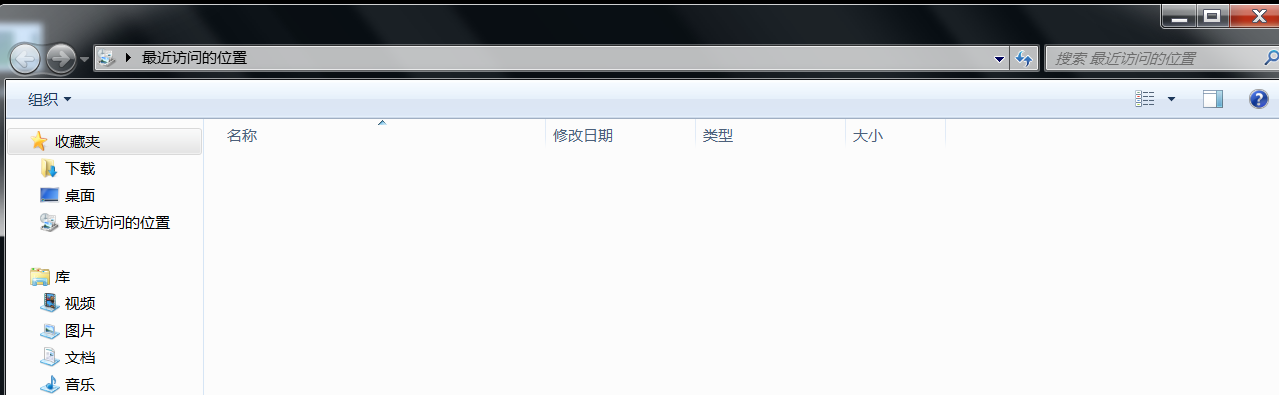 最近访问的位置
搜索 最近访问的位置
组织
收藏夹
下载
桌面
最近访问的位置
库
视频
图片
文档
音乐
名称 修改日期 类型 大小